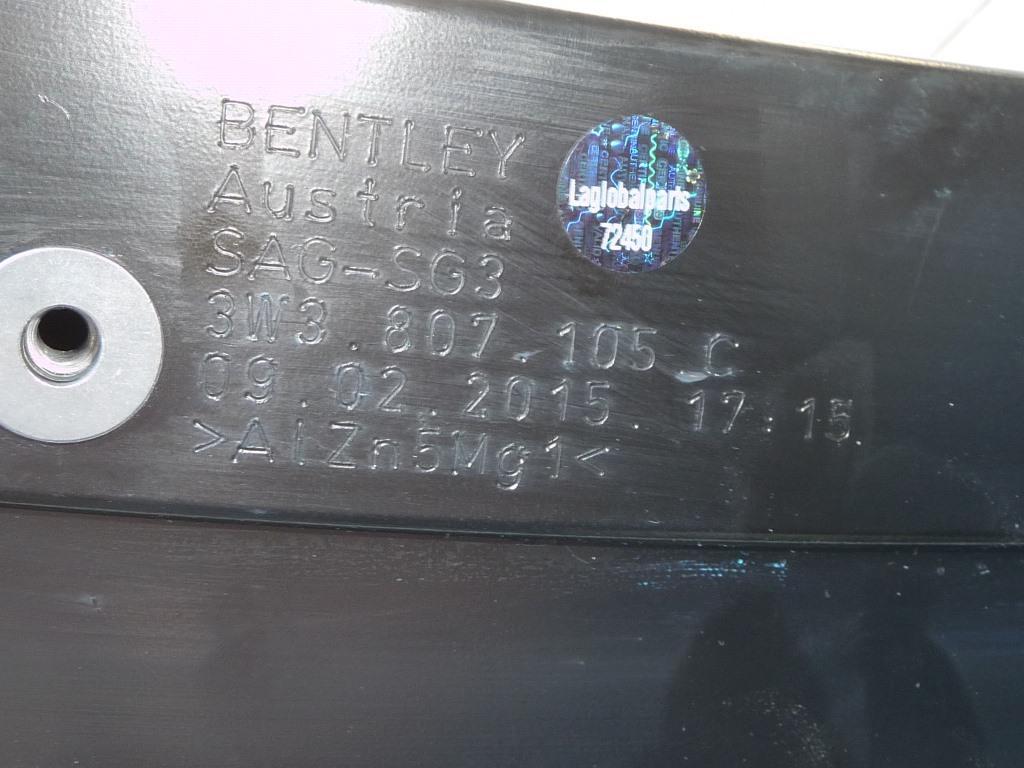 BENTLEY
Austria
SAG-SG3
3W3.807.105.C
09.02.2015. 17:15
>AlZn5Mg1<
Laglobalparts
72450